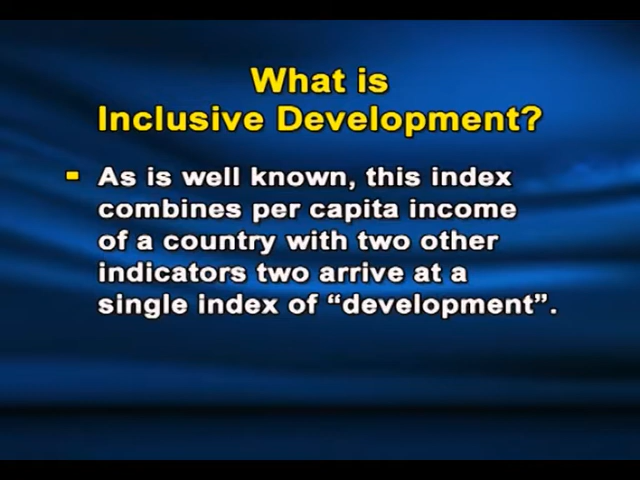 What is
Inclusive Development?
As is well known, this index
combines per capita income
of a country with two other
indicators two arrive at a
single index of “development”.